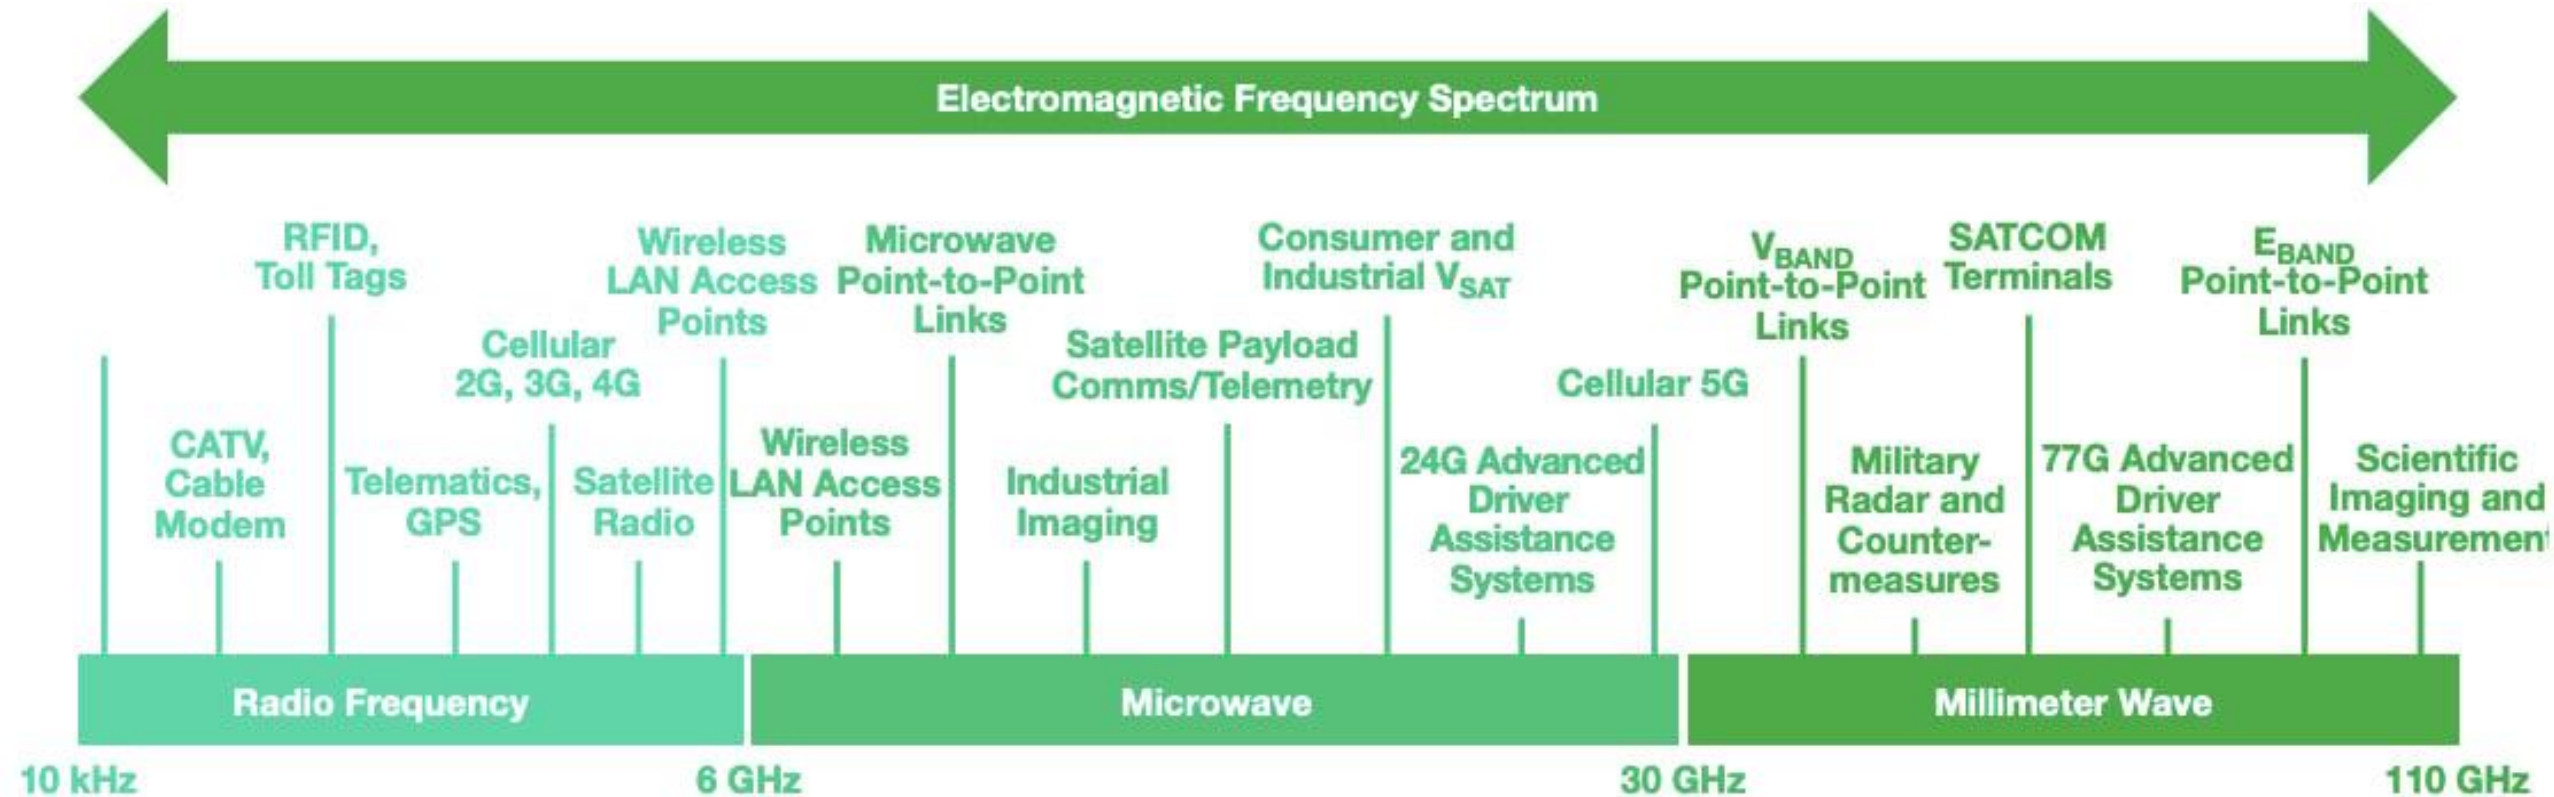 Electromagnetic Frequency Spectrum
RFID,
Toll Tags
Wireless
LAN Access
Points
Microwave
Point-to-Point
Links
Consumer and
Industrial VSAT
VBAND
Point-to-Point
Links
SATCOM
Terminals
EBAND
Point-to-Point
Links
Cellular
2G, 3G, 4G
Satellite Payload
Comms/Telemetry
Cellular 5G
CATV,
Cable
Modem
Telematics,
GPS
Satellite
Radio
Wireless
LAN Access
Points
Industrial
Imaging
24G Advanced
Driver
Assistance
Systems
Military
Radar and
Counter-
measures
77G Advanced
Driver
Assistance
Systems
Scientific
Imaging and
Measurement
Radio Frequency
Microwave
Millimeter Wave
10 kHz
6 GHz
30 GHz
110 GHz